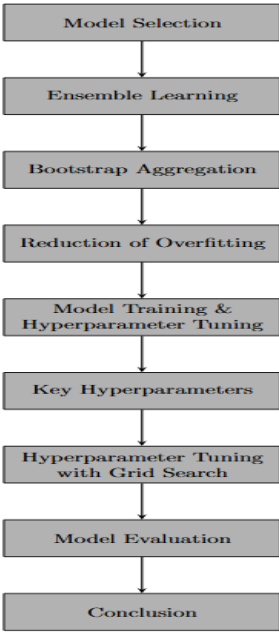 Model Selection
Ensemble Learning
Bootstrap Aggregation
Reduction of Overfitting
Model Training &
Hyperparameter Tuning
Key Hyperparameters
Hyperparameter Tuning
with Grid Search
Model Evaluation
Conclusion